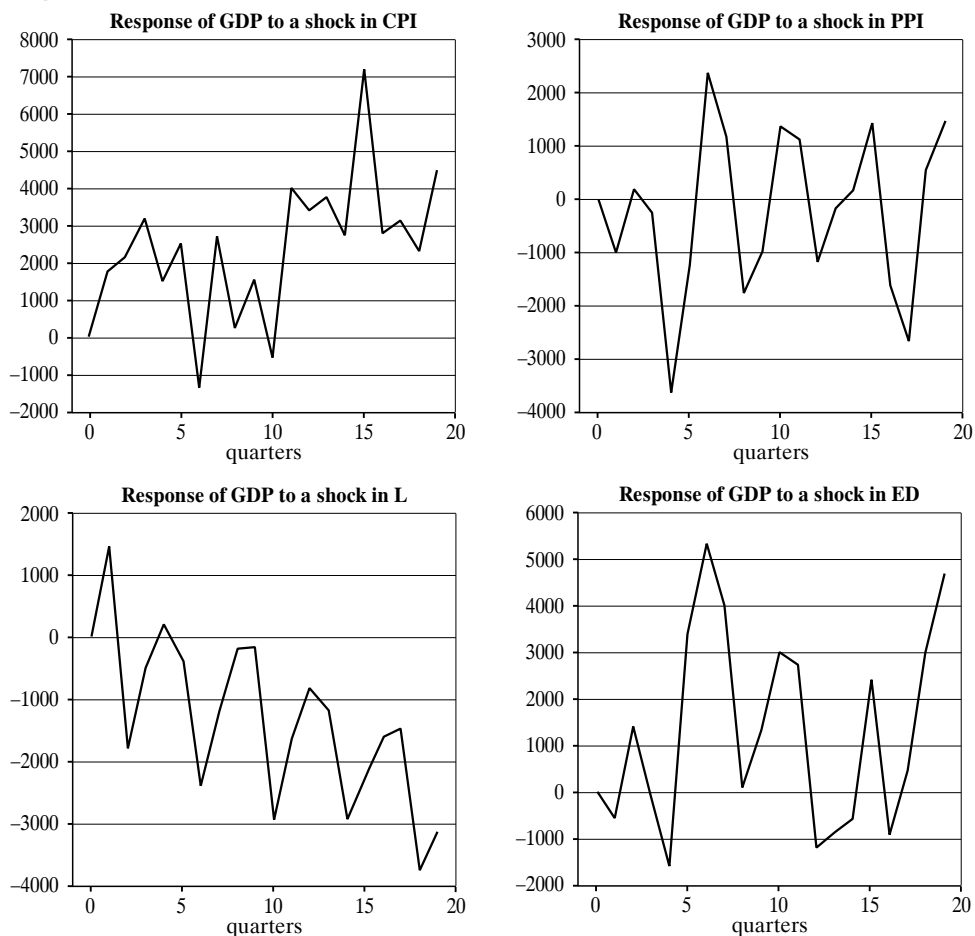 Response of GDP to a shock in CPI
8000
7000
6000
5000
4000
3000
2000
1000
0
–1000
–2000
0 5 10 15 20
quarters
Response of GDP to a shock in PPI
3000
2000
1000
0
–1000
–2000
–3000
–4000
0 5 10 15 20
quarters
Response of GDP to a shock in L
2000
1000
0
–1000
–2000
–3000
–4000
0 5 10 15 20
quarters
Response of GDP to a shock in ED
6000
5000
4000
3000
2000
1000
0
–1000
–2000
0 5 10 15 20
quarters